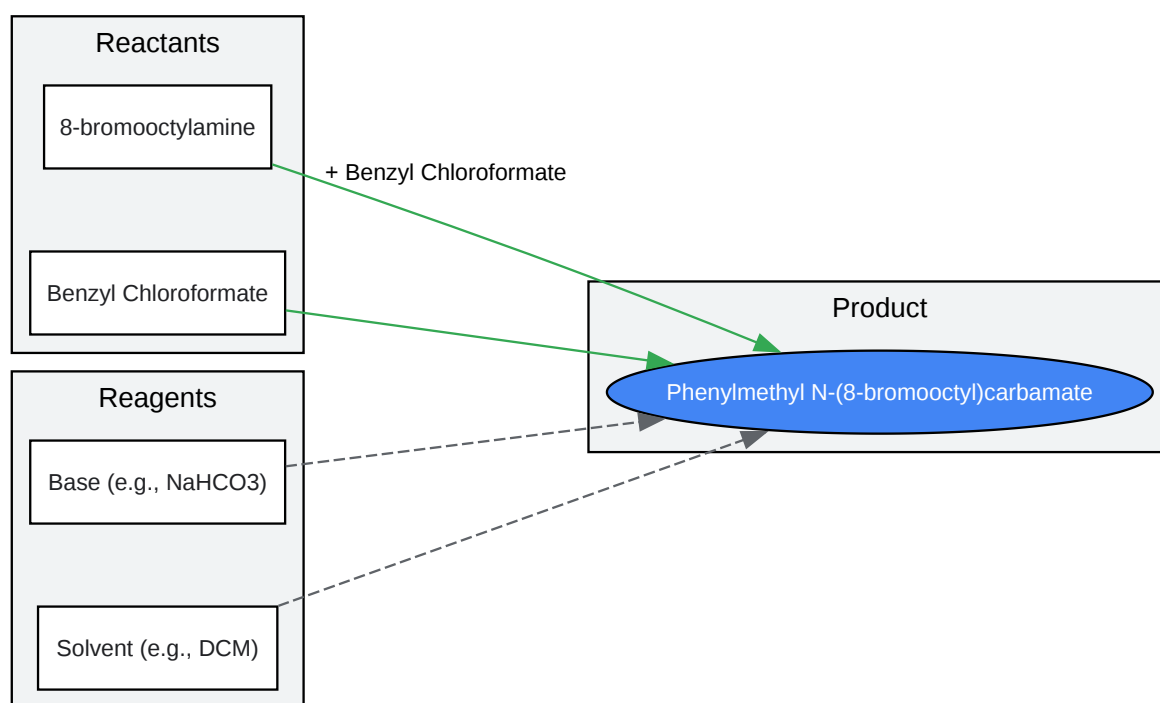 Reactants
8-bromooctylamine
+ Benzyl Chloroformate
Benzyl Chloroformate
Product
Phenylmethyl N-(8-bromooctyl)carbamate
Reagents
Base (e.g., NaHCO3)
Solvent (e.g., DCM)